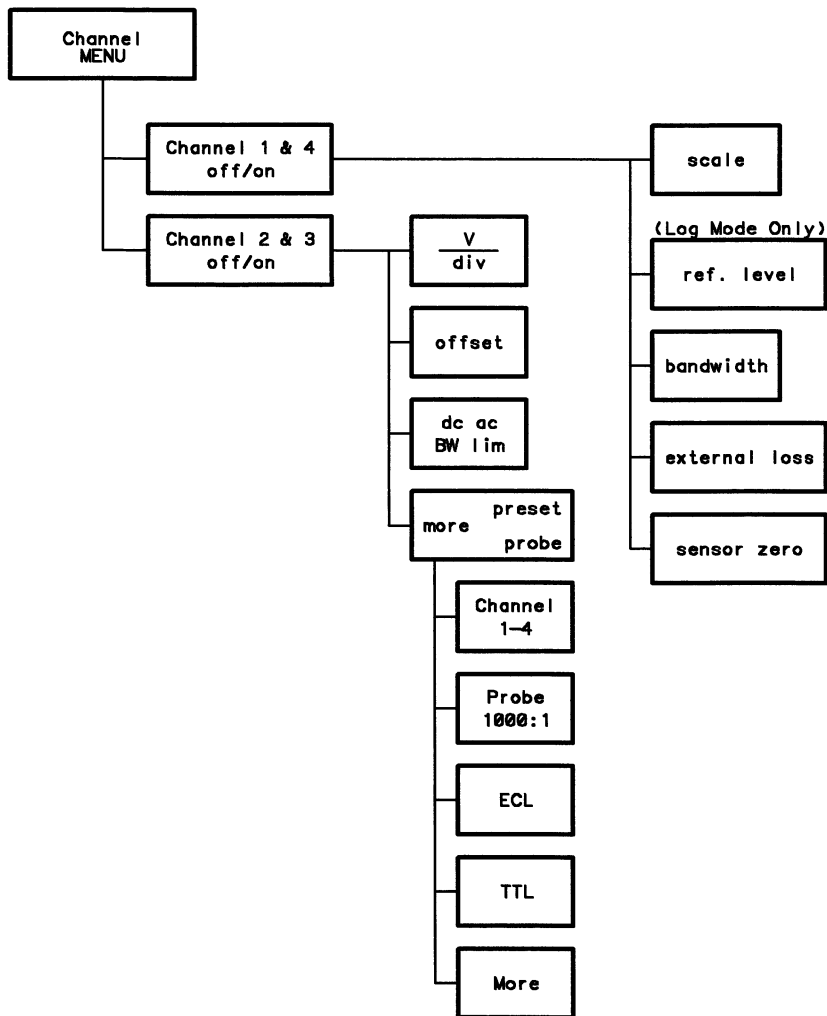 Channel
MENU
Channel 1 & 4
off/on
scale
Channel 2 & 3
off/on
V
div
(Log Mode Only)
ref. level
offset
bandwidth
dc ac
BW lim
external loss
more preset
probe
sensor zero
Channel
1-4
Probe
1000:1
ECL
TTL
More